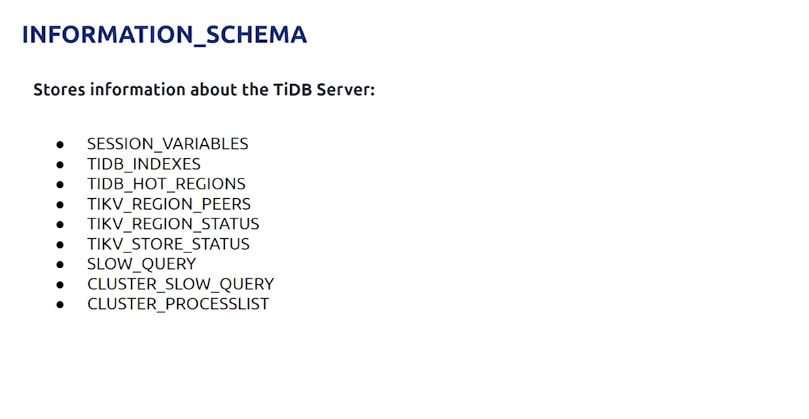 INFORMATION_SCHEMA
Stores information about the TiDB Server:
● SESSION_VARIABLES
● TIDB_INDEXES
● TIDB_HOT_REGIONS
● TIKV_REGION_PEERS
● TIKV_REGION_STATUS
● TIKV_STORE_STATUS
● SLOW_QUERY
● CLUSTER_SLOW_QUERY
● CLUSTER_PROCESSLIST